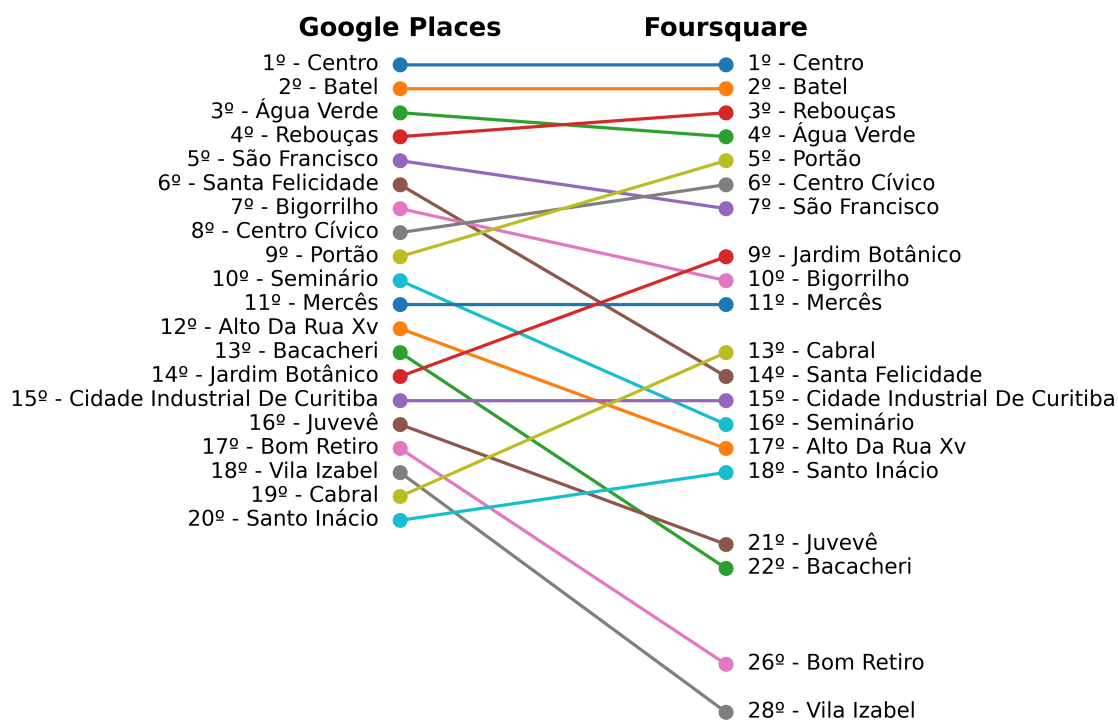 Google Places
Foursquare
1º - Centro
2º - Batel
3º - Água Verde
4º - Rebouças
5º - São Francisco
6º - Santa Felicidade
7º - Bigorrilho
8º - Centro Cívico
9º - Portão
10º - Seminário
11º - Mercês
12º - Alto Da Rua Xv
13º - Bacacheri
14º - Jardim Botânico
15º - Cidade Industrial De Curitiba
16º - Juvevê
17º - Bom Retiro
18º - Vila Izabel
19º - Cabral
20º - Santo Inácio
1º - Centro
2º - Batel
3º - Rebouças
4º - Água Verde
5º - Portão
6º - Centro Cívico
7º - São Francisco
9º - Jardim Botânico
10º - Bigorrilho
11º - Mercês
13º - Cabral
14º - Santa Felicidade
15º - Cidade Industrial De Curitiba
16º - Seminário
17º - Alto Da Rua Xv
18º - Santo Inácio
21º - Juvevê
22º - Bacacheri
26º - Bom Retiro
28º - Vila Izabel